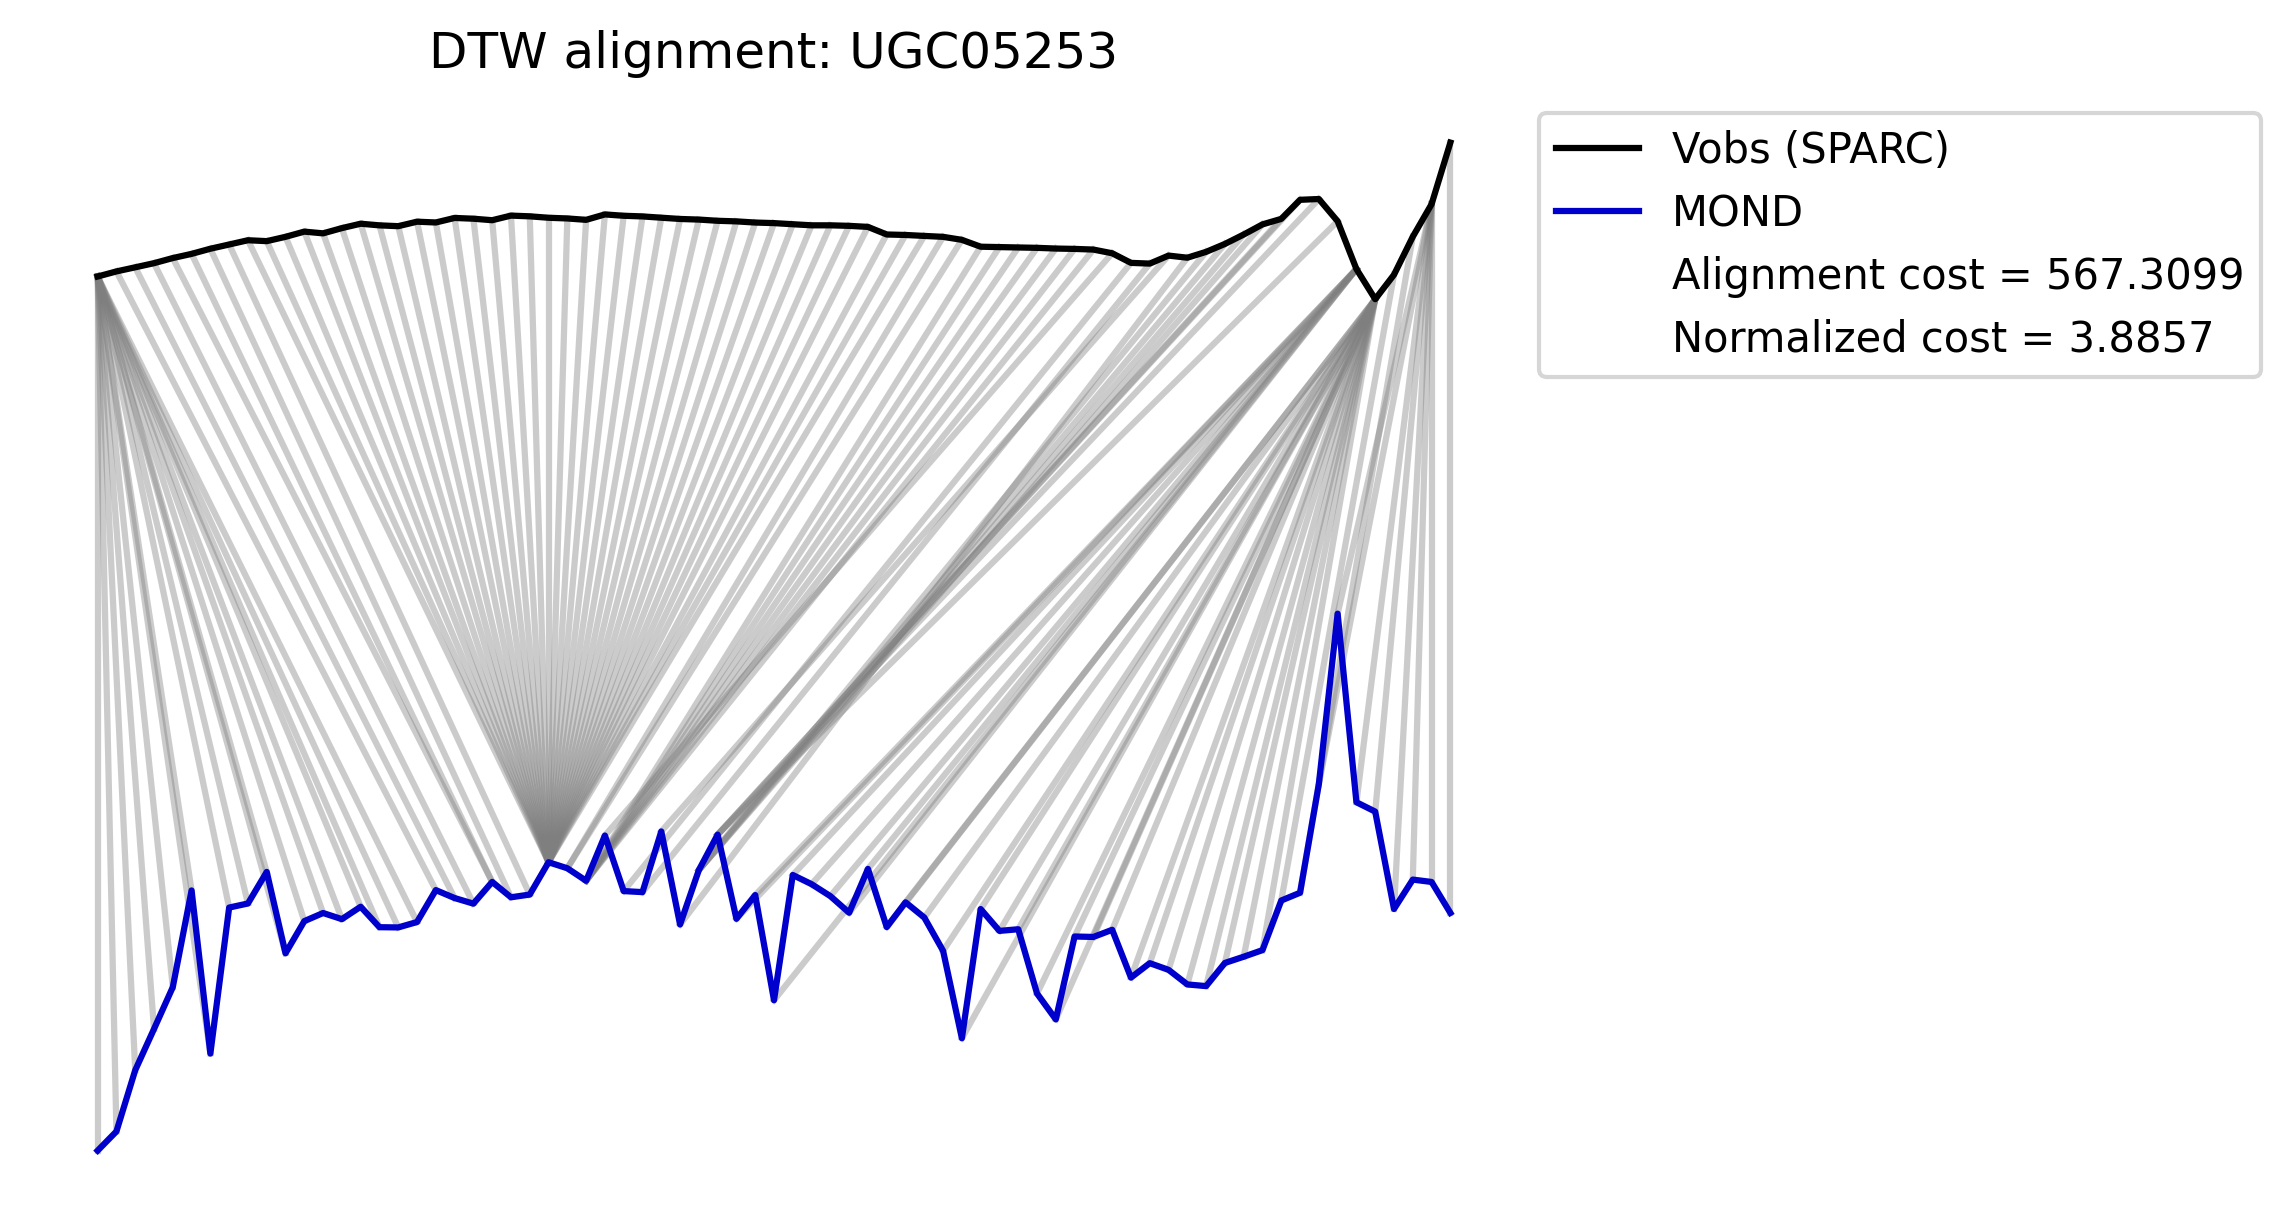 DTW alignment: UGC05253
Vobs (SPARC)
MOND
Alignment cost = 567.3099
Normalized cost = 3.8857